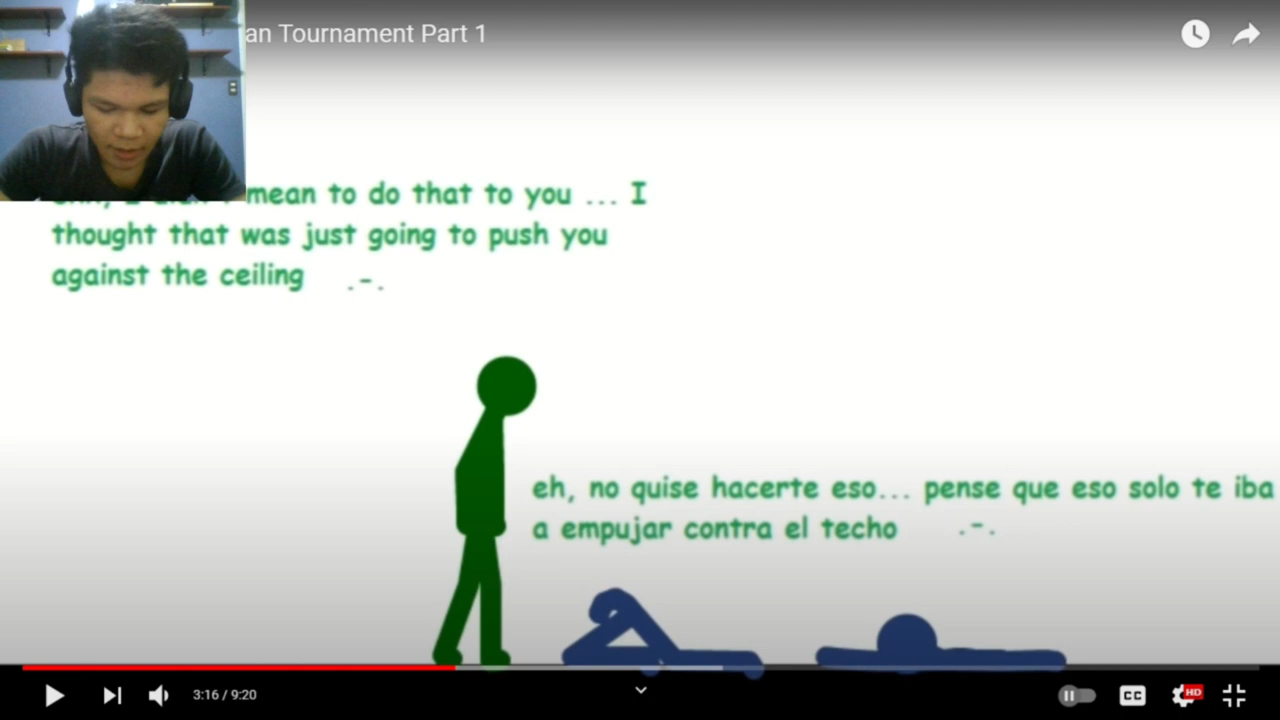 an Tournament Part 1
mean to do that to you ... I
thought that was just going to push you
against the ceiling .-.
eh, no quise hacerte eso... pense que eso solo te iba
a empujar contra el techo .-.
3:16 / 9:20
CC
HD